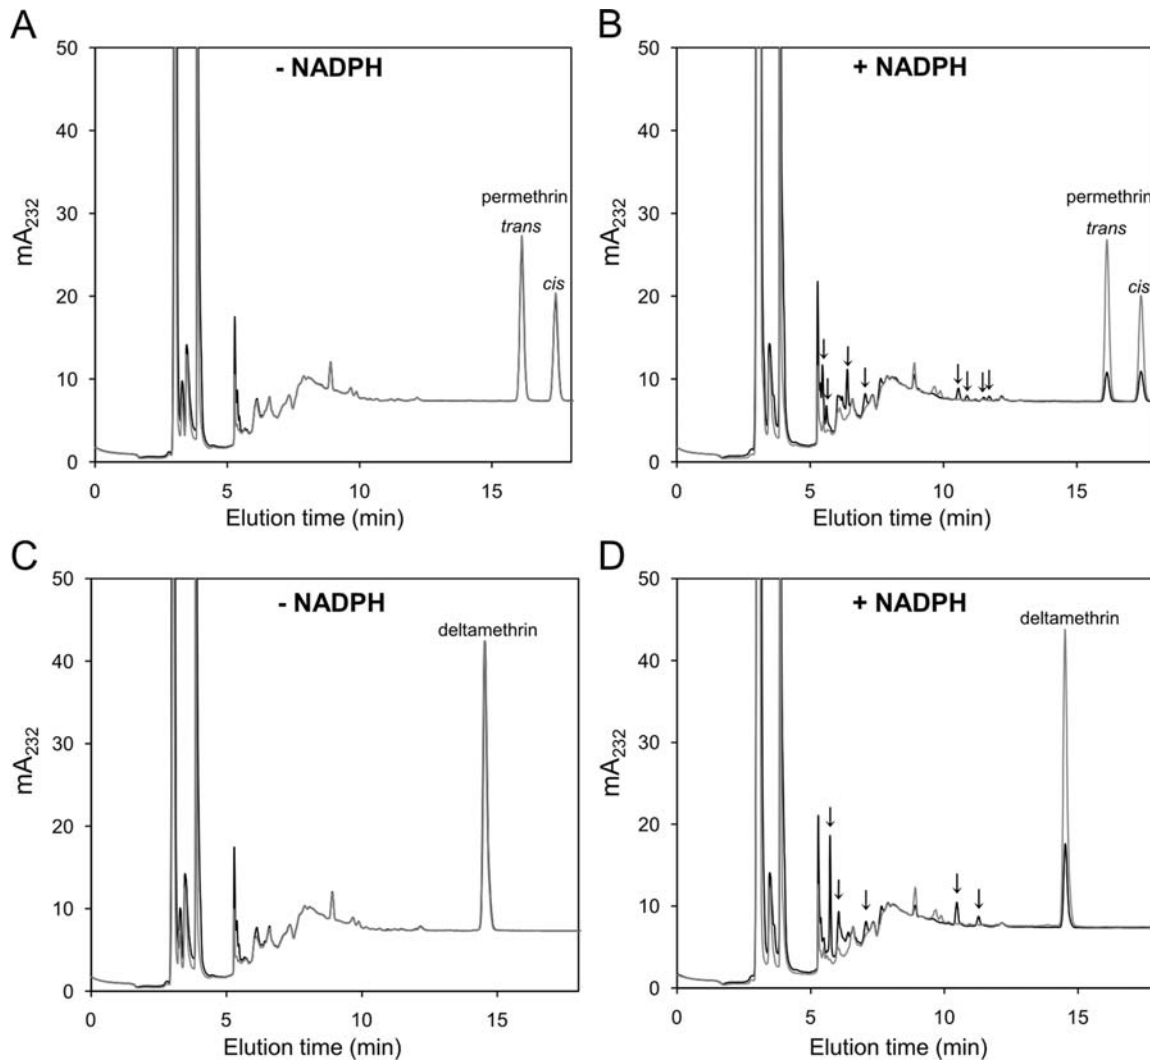 A
- NADPH
50
40
30
20
10
0
mA232
permethrin
trans
cis
0 5 10 15
Elution time (min)
B
+ NADPH
50
40
30
20
10
0
mA232
permethrin
trans
cis
0 5 10 15
Elution time (min)
C
- NADPH
50
40
30
20
10
0
mA232
deltamethrin
0 5 10 15
Elution time (min)
D
+ NADPH
50
40
30
20
10
0
mA232
deltamethrin
0 5 10 15
Elution time (min)